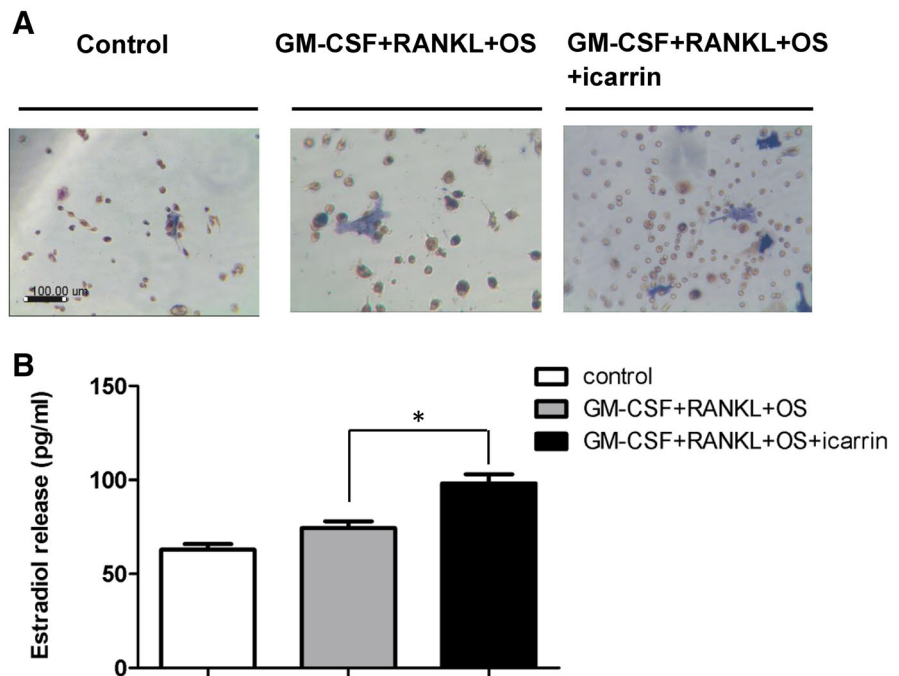 A
Control
GM-CSF+RANKL+OS
GM-CSF+RANKL+OS
+icarrin
100.00 um
B
Estradiol release (pg/ml)
150
100
50
0
*
control
GM-CSF+RANKL+OS
GM-CSF+RANKL+OS+icarrin